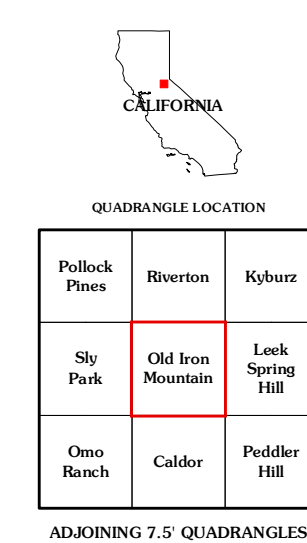 CALIFORNIA
QUADRANGLE LOCATION
Pollock
Pines
Riverton
Kyburz
Sly
Park
Old Iron
Mountain
Leek
Spring
Hill
Omo
Ranch
Caldor
Peddler
Hill
ADJOINING 7.5' QUADRANGLES